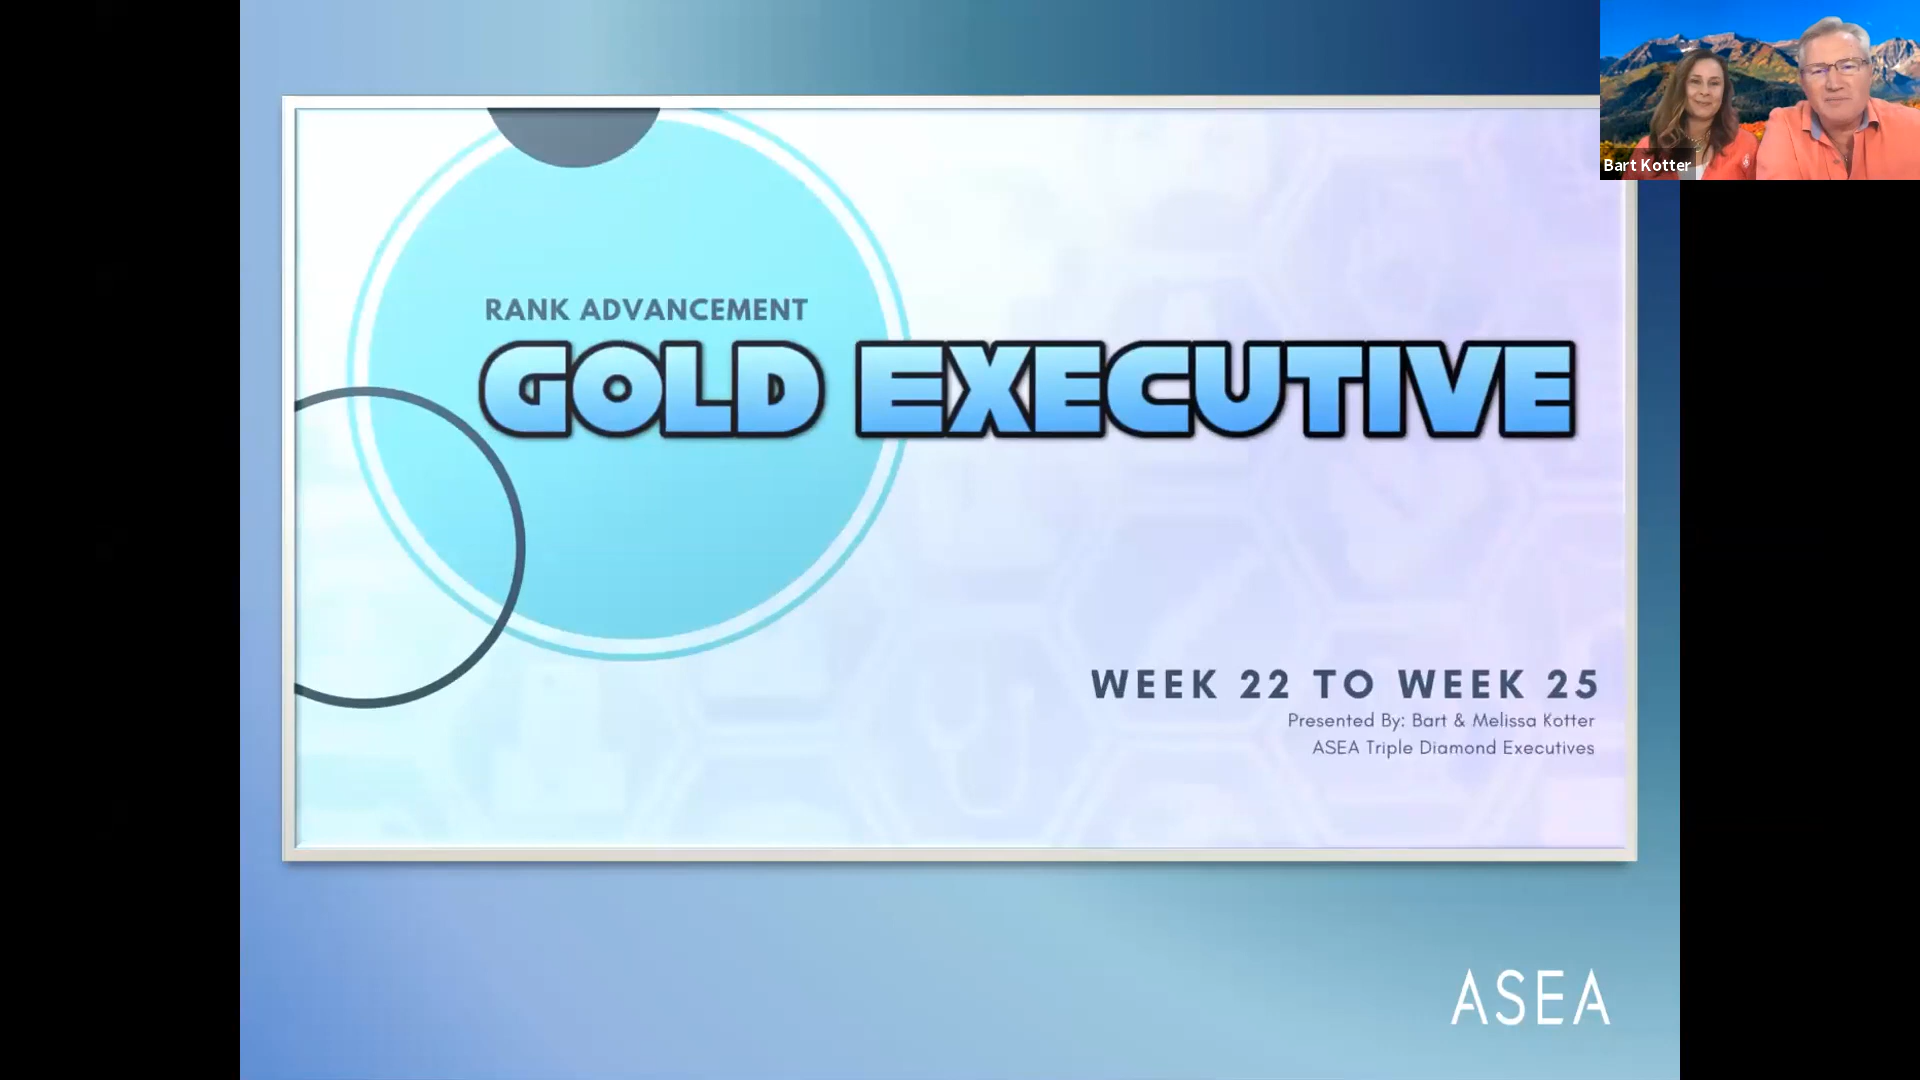 Bart Kotter
RANK ADVANCEMENT
GOLD EXECUTIVE
WEEK 22 TO WEEK 25
Presented By: Bart & Melissa Kotter
ASEA Triple Diamond Executives
ASEA